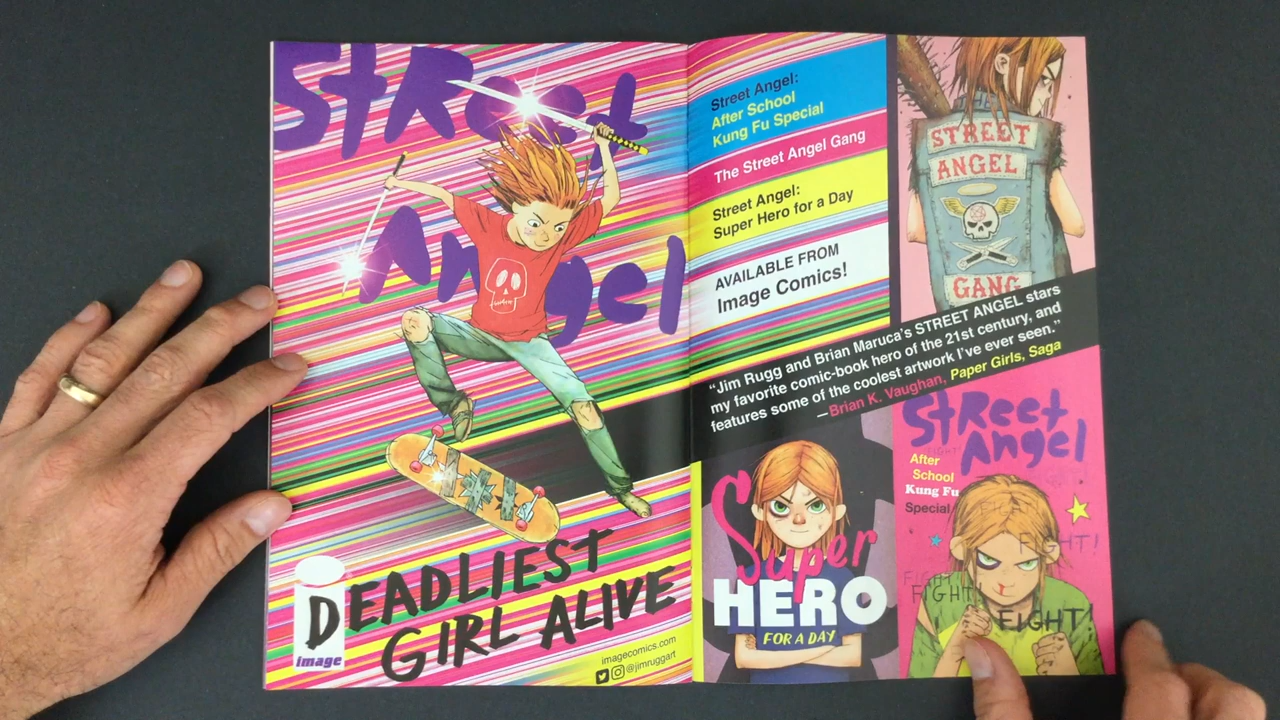 Street
Angel
DEADLIEST
GIRL ALIVE
image
imagecomics.com
@jimruggart
Street Angel:
After School
Kung Fu Special
The Street Angel Gang
Street Angel:
Super Hero for a Day
AVAILABLE FROM
Image Comics!
STREET
ANGEL
GANG
“Jim Rugg and Brian Maruca’s STREET ANGEL stars
my favorite comic-book hero of the 21st century, and
features some of the coolest artwork I’ve ever seen.”
—Brian K. Vaughan, Paper Girls, Saga
Super
HERO
FOR A DAY
Street
Angel
After
School
Kung Fu
Special
FIGHT!
FIGHT!
FIGHT!
FIGHT!